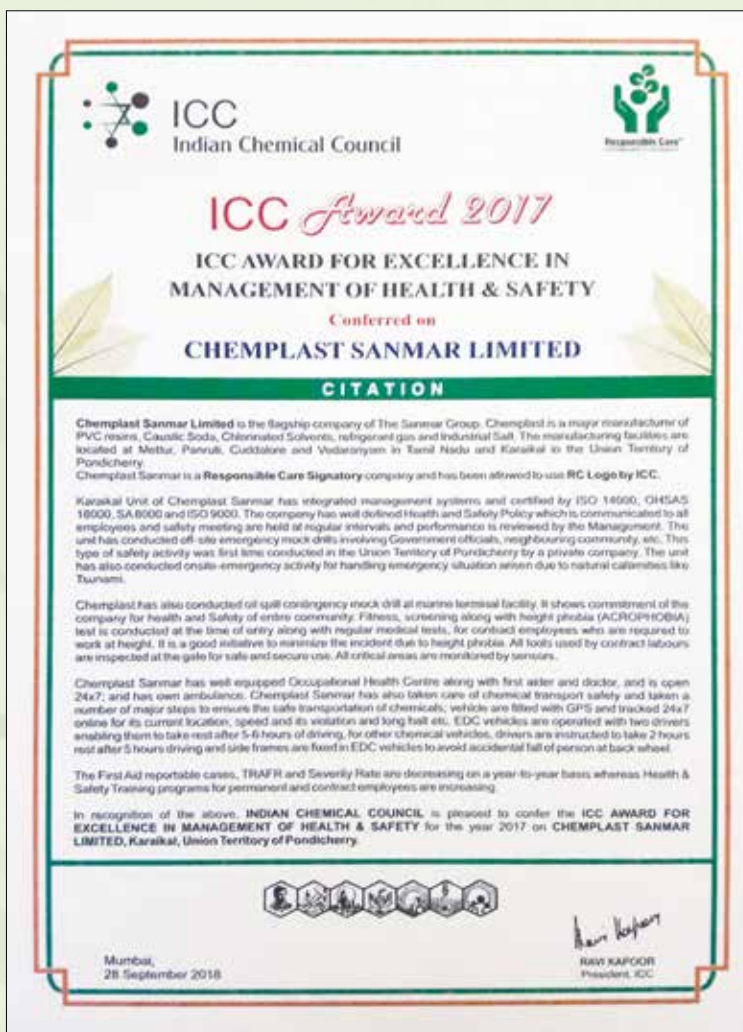 ICC
Indian Chemical Council
Responsible Care®
ICC Award 2017
ICC AWARD FOR EXCELLENCE IN
MANAGEMENT OF HEALTH & SAFETY
Conferred on
CHEMPLAST SANMAR LIMITED
CITATION
Chemplast Sanmar Limited is the flagship company of The Sanmar Group. Chemplast is a major manufacturer of
PVC resins, Caustic Soda, Chlorinated Solvents, refrigerant gas and Industrial Salt. The manufacturing facilities are
located at Mettur, Panruti, Cuddalore and Vedaranyam in Tamil Nadu and Karaikal in the Union Territory of
Pondicherry.
Chemplast Sanmar is a Responsible Care Signatory company and has been allowed to use RC Logo by ICC.
Karaikal Unit of Chemplast Sanmar has integrated management systems and certified by ISO 14000, OHSAS
18000, SA 8000 and ISO 9000. The company has well defined Health and Safety Policy which is communicated to all
employees and safety meeting are held at regular intervals and performance is reviewed by the Management. The
unit has conducted off-site emergency mock drills involving Government officials, neighbouring community, etc. This
type of safety activity was first time conducted in the Union Territory of Pondicherry by a private company. The unit
has also conducted onsite-emergency activity for handling emergency situation arisen due to natural calamities like
Tsunami.
Chemplast has also conducted oil spill contingency mock drill at marine terminal facility. It shows commitment of the
company for health and Safety of entire community. Fitness, screening along with height phobia (ACROPHOBIA)
test is conducted at the time of entry along with regular medical tests, for contract employees who are required to
work at height. It is a good initiative to minimize the incident due to height phobia. All tools used by contract labours
are inspected at the gate for safe and secure use. All critical areas are monitored by sensors.
Chemplast Sanmar has well equipped Occupational Health Centre along with first aider and doctor, and is open
24x7, and has own ambulance. Chemplast Sanmar has also taken care of chemical transport safety and taken a
number of major steps to ensure the safe transportation of chemicals; vehicle are fitted with GPS and tracked 24x7
online for its current location, speed and its violation and long halt etc. EDC vehicles are operated with two drivers
enabling them to take rest after 5-6 hours of driving, for other chemical vehicles, drivers are instructed to take 2 hours
rest after 5 hours driving and side frames are fixed in EDC vehicles to avoid accidental fall of person at back wheel.
The First Aid reportable cases, TRAFR and Severity Rate are decreasing on a year-to-year basis whereas Health &
Safety Training programs for permanent and contract employees are increasing.
In recognition of the above, INDIAN CHEMICAL COUNCIL is pleased to confer the ICC AWARD FOR
EXCELLENCE IN MANAGEMENT OF HEALTH & SAFETY for the year 2017 on CHEMPLAST SANMAR
LIMITED, Karaikal, Union Territory of Pondicherry.
Ravi Kapoor
Mumbai,
28 September 2018
RAVI KAPOOR
President, ICC